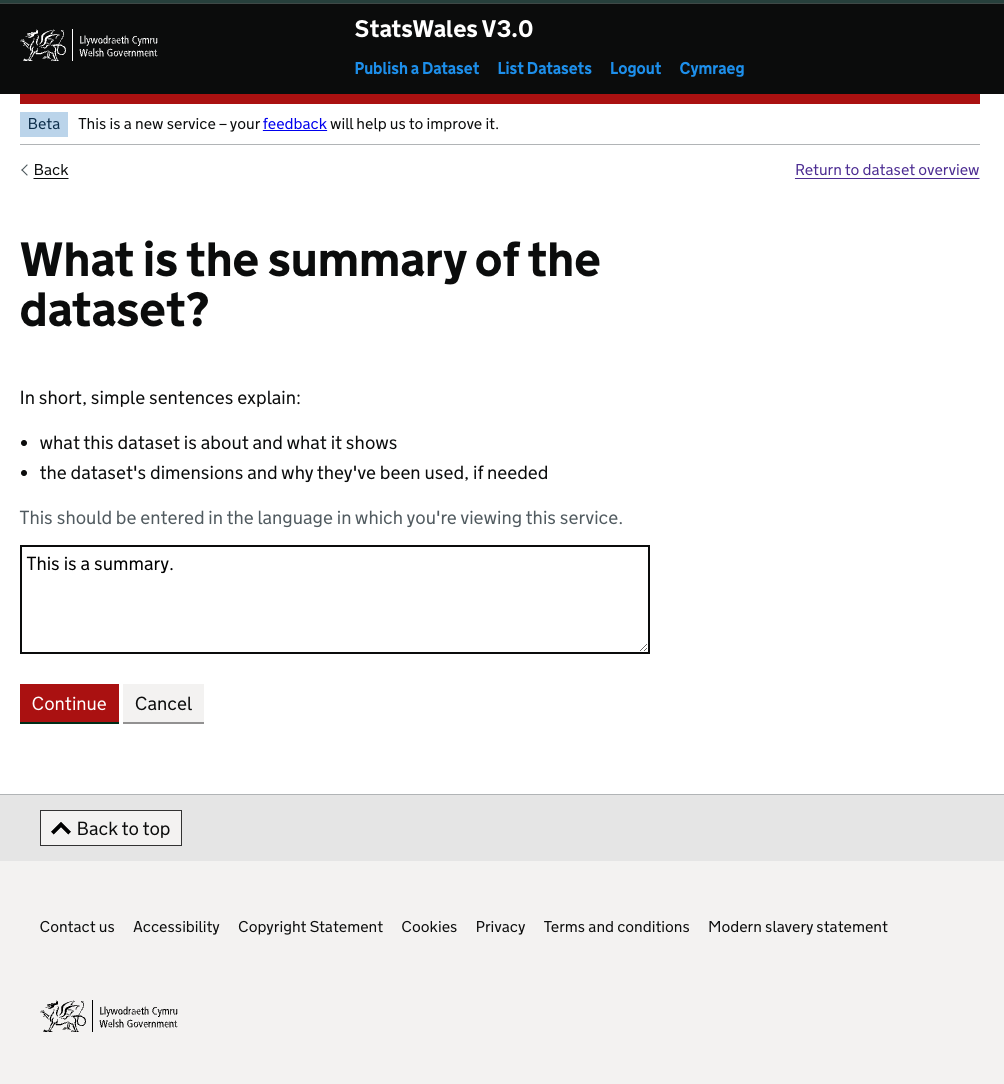 Llywodraeth Cymru
Welsh Government
StatsWales V3.0
Publish a Dataset List Datasets Logout Cymraeg
Beta This is a new service – your feedback will help us to improve it.
Back Return to dataset overview
What is the summary of the
dataset?
In short, simple sentences explain:
• what this dataset is about and what it shows
• the dataset's dimensions and why they've been used, if needed
This should be entered in the language in which you're viewing this service.
This is a summary.
Continue Cancel
Back to top
Contact us Accessibility Copyright Statement Cookies Privacy Terms and conditions Modern slavery statement
Llywodraeth Cymru
Welsh Government